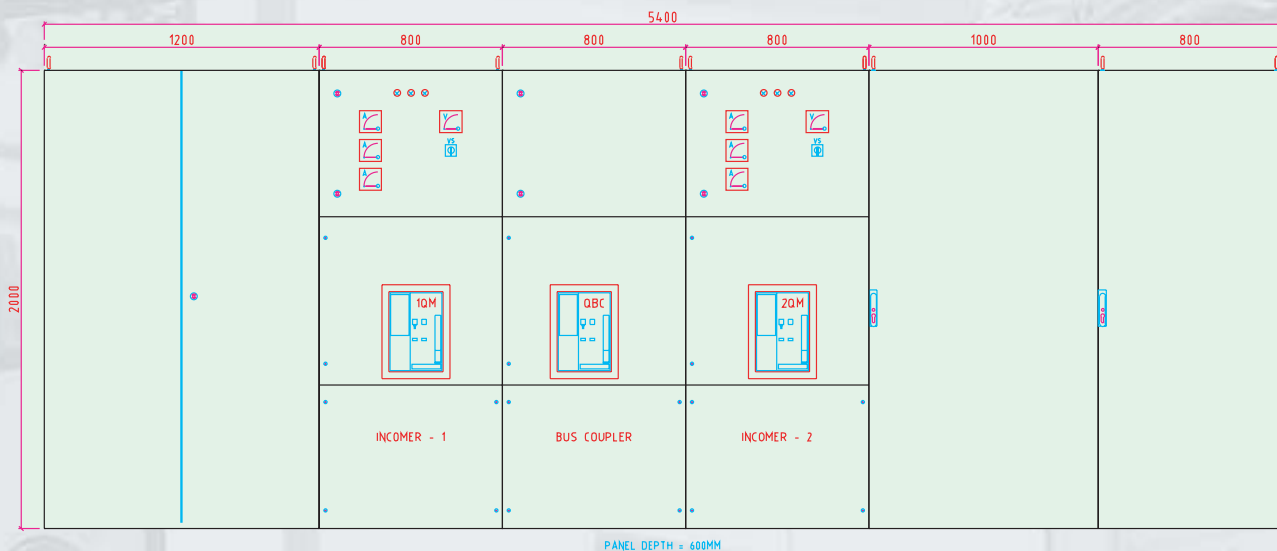 5400
1200 800 800 800 1000 800
A V A V
VS VS
A A
A A
2000
1QM QBC 2QM
INCOMER - 1 BUS COUPLER INCOMER - 2
PANEL DEPTH = 600MM